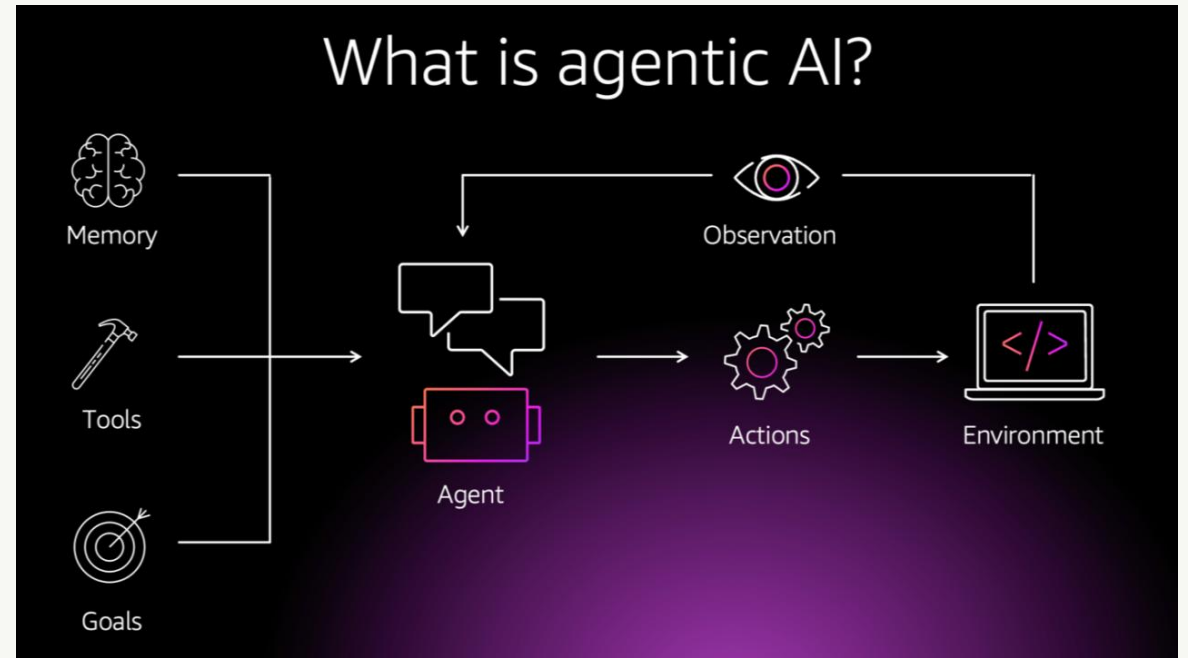 What is agentic AI?
Memory
Observation
Tools
</>
Actions
Environment
Agent
Goals